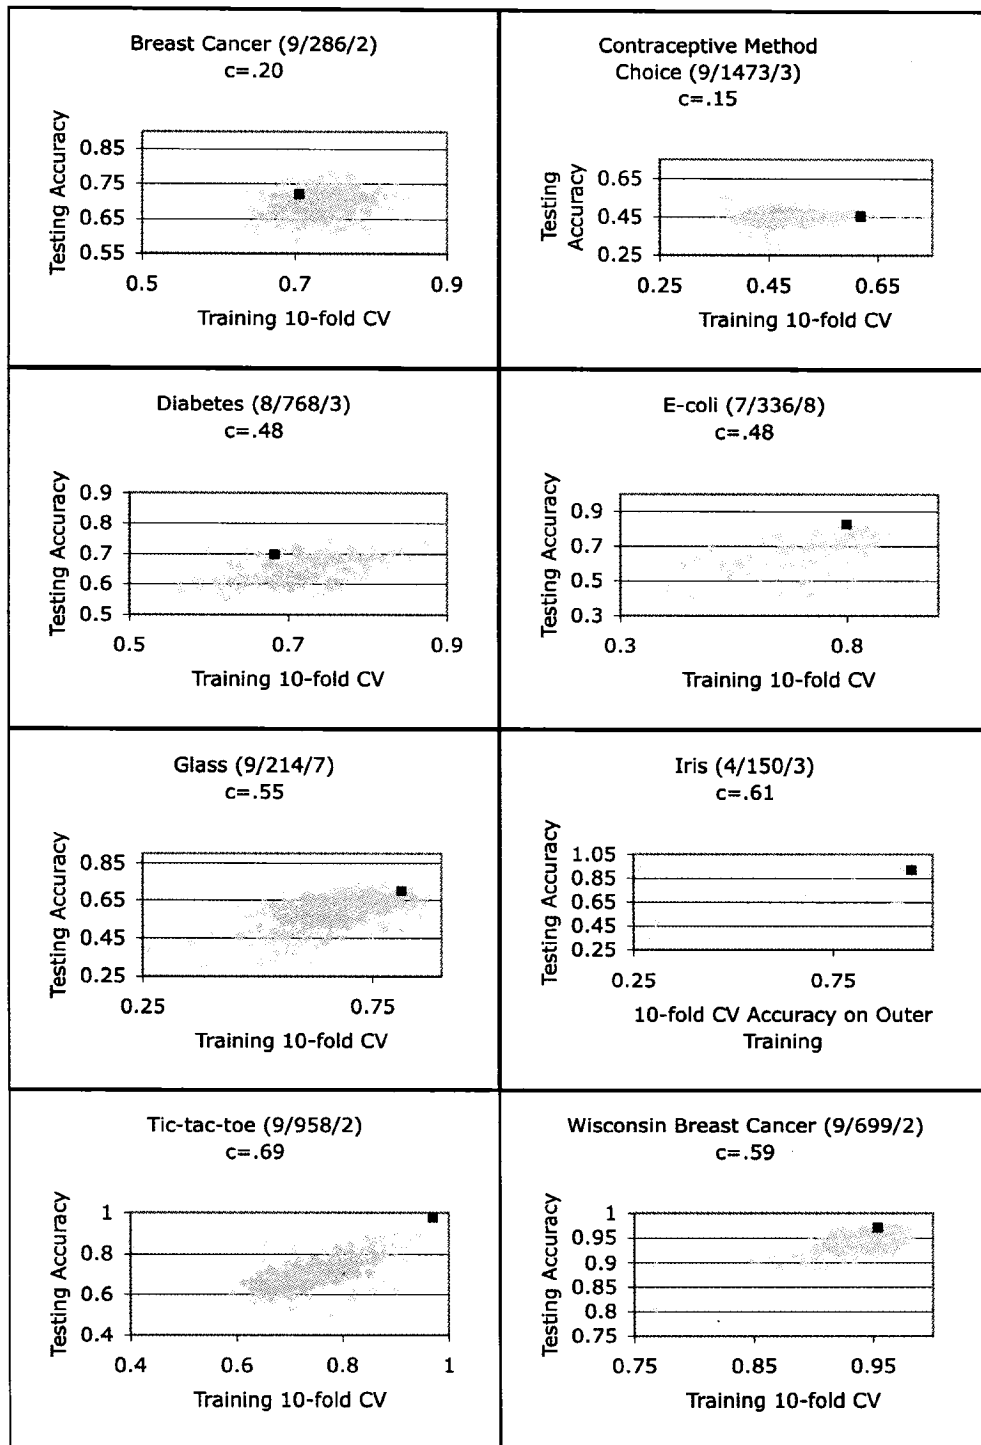 Breast Cancer (9/286/2)
c=.20
Testing Accuracy
0.85
0.75
0.65
0.55
0.5 0.7 0.9
Training 10-fold CV
Contraceptive Method
Choice (9/1473/3)
c=.15
Testing
Accuracy
0.65
0.45
0.25
0.25 0.45 0.65
Training 10-fold CV
Diabetes (8/768/3)
c=.48
Testing Accuracy
0.9
0.8
0.7
0.6
0.5
0.5 0.7 0.9
Training 10-fold CV
E-coli (7/336/8)
c=.48
Testing Accuracy
0.9
0.7
0.5
0.3
0.3 0.8
Training 10-fold CV
Glass (9/214/7)
c=.55
Testing Accuracy
0.85
0.65
0.45
0.25
0.25 0.75
Training 10-fold CV
Iris (4/150/3)
c=.61
Testing Accuracy
1.05
0.85
0.65
0.45
0.25
0.25 0.75
10-fold CV Accuracy on Outer
Training
Tic-tac-toe (9/958/2)
c=.69
Testing Accuracy
1
0.8
0.6
0.4
0.4 0.6 0.8 1
Training 10-fold CV
Wisconsin Breast Cancer (9/699/2)
c=.59
Testing Accuracy
1
0.95
0.9
0.85
0.8
0.75
0.75 0.85 0.95
Training 10-fold CV